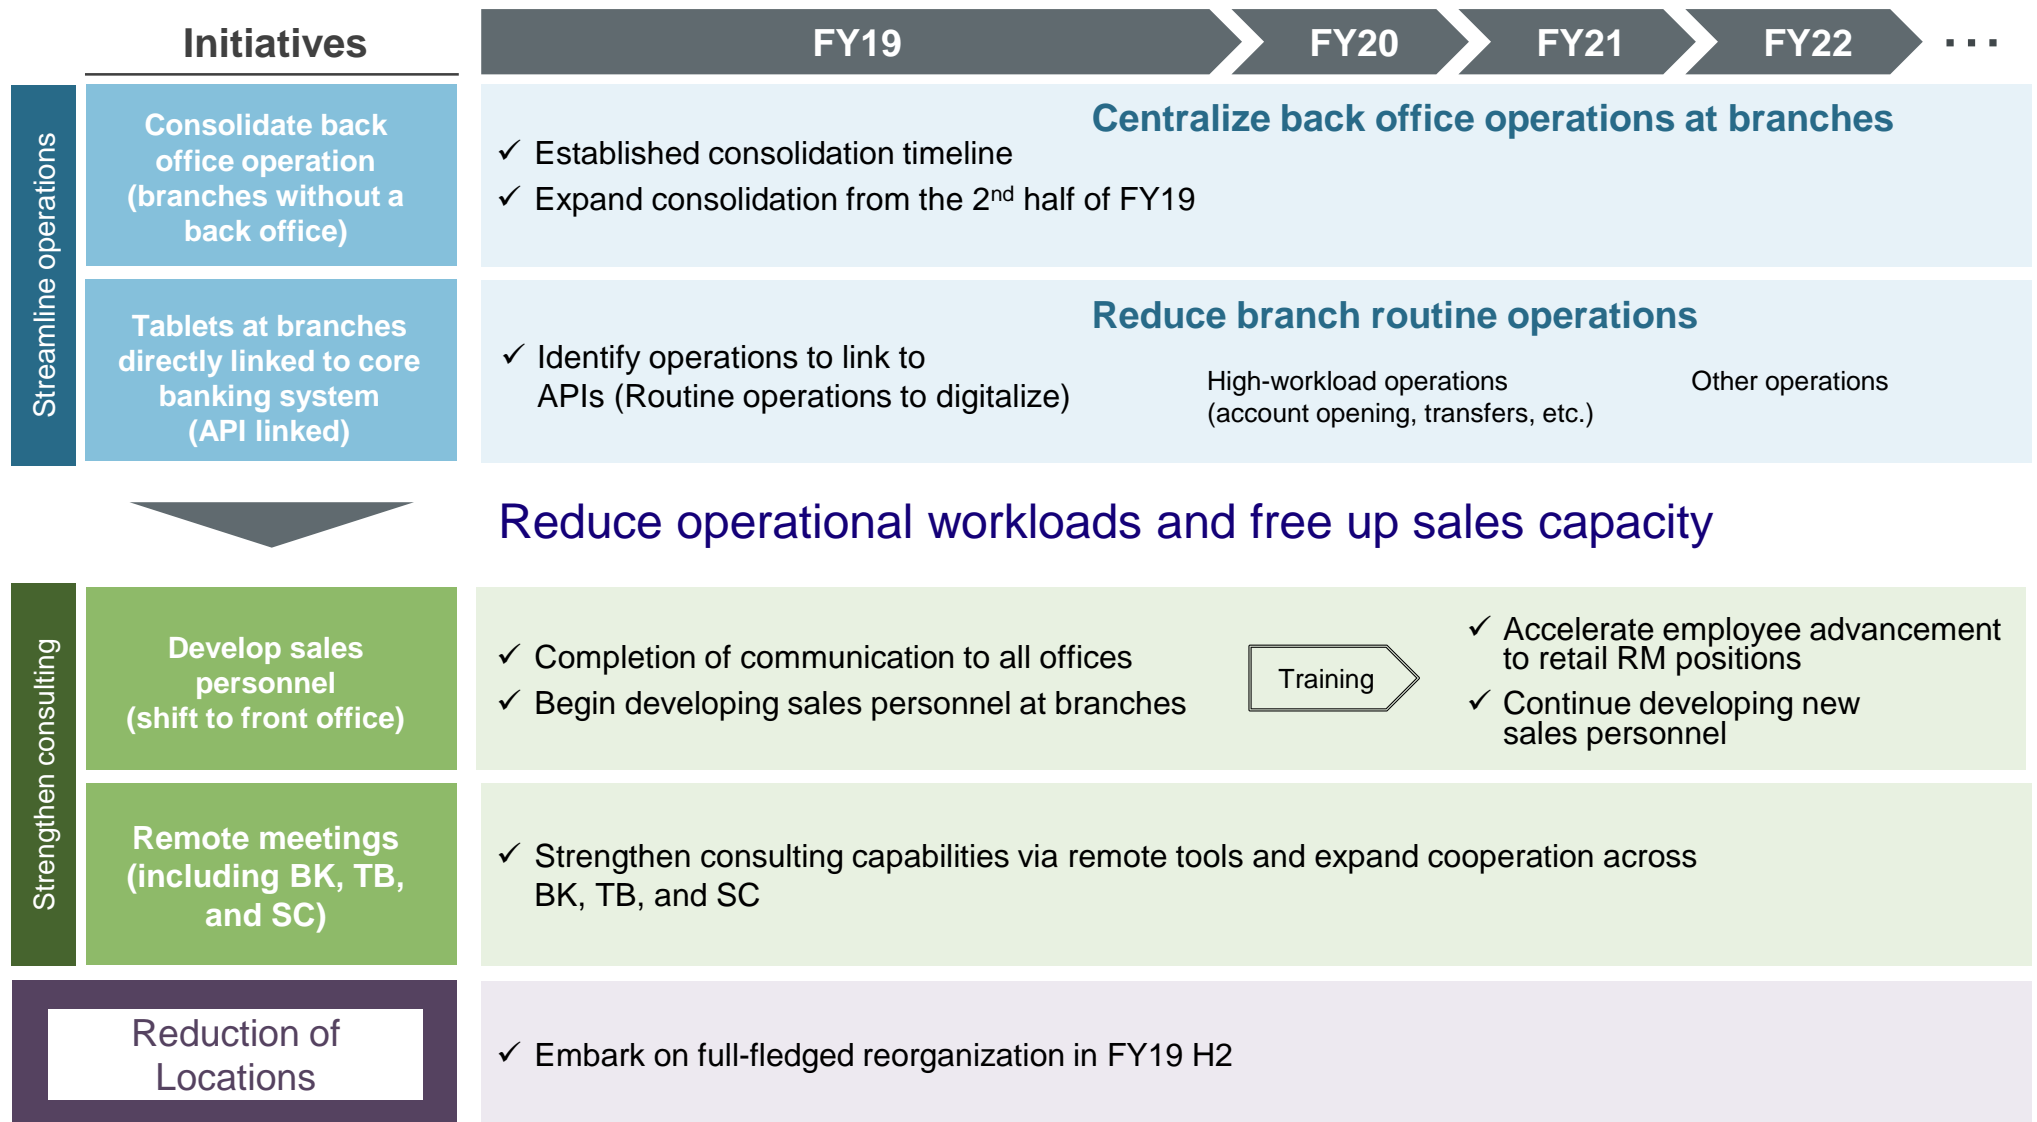 Initiatives
FY19
FY20
FY21
FY22
...
Streamline operations
Consolidate back
office operation
(branches without a
back office)
Centralize back office operations at branches
✓ Established consolidation timeline
✓ Expand consolidation from the 2nd half of FY19
Tablets at branches
directly linked to core
banking system
(API linked)
Reduce branch routine operations
✓ Identify operations to link to
APIs (Routine operations to digitalize)
High-workload operations
(account opening, transfers, etc.)
Other operations
Reduce operational workloads and free up sales capacity
Strengthen consulting
Develop sales
personnel
(shift to front office)
✓ Completion of communication to all offices
✓ Begin developing sales personnel at branches
Training
✓ Accelerate employee advancement
to retail RM positions
✓ Continue developing new
sales personnel
Remote meetings
(including BK, TB,
and SC)
✓ Strengthen consulting capabilities via remote tools and expand cooperation across
BK, TB, and SC
Reduction of
Locations
✓ Embark on full-fledged reorganization in FY19 H2